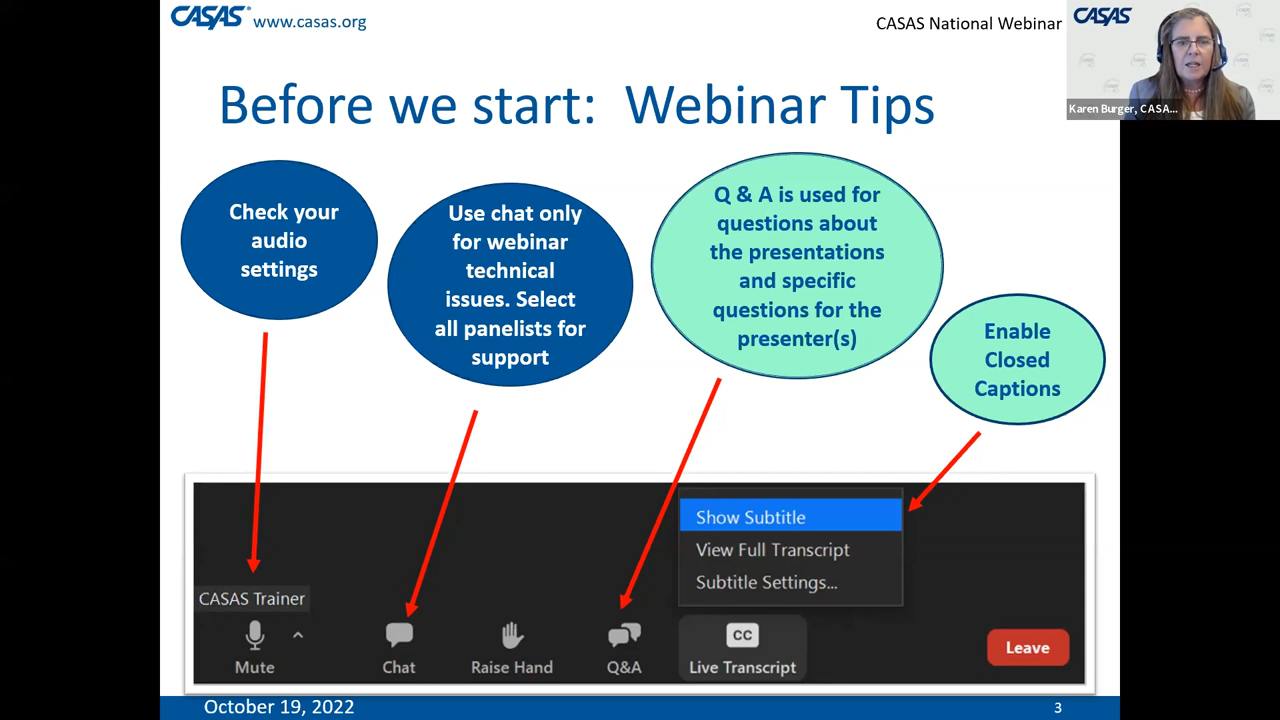 CASAS www.casas.org
CASAS National Webinar
CASAS
Karen Burger, CASA...
Before we start: Webinar Tips
Check your
audio
settings
Use chat only
for webinar
technical
issues. Select
all panelists for
support
Q & A is used for
questions about
the presentations
and specific
questions for the
presenter(s)
Enable
Closed
Captions
Show Subtitle
View Full Transcript
Subtitle Settings...
CASAS Trainer
CC
Mute
Chat
Raise Hand
Q&A
Live Transcript
Leave
October 19, 2022
3